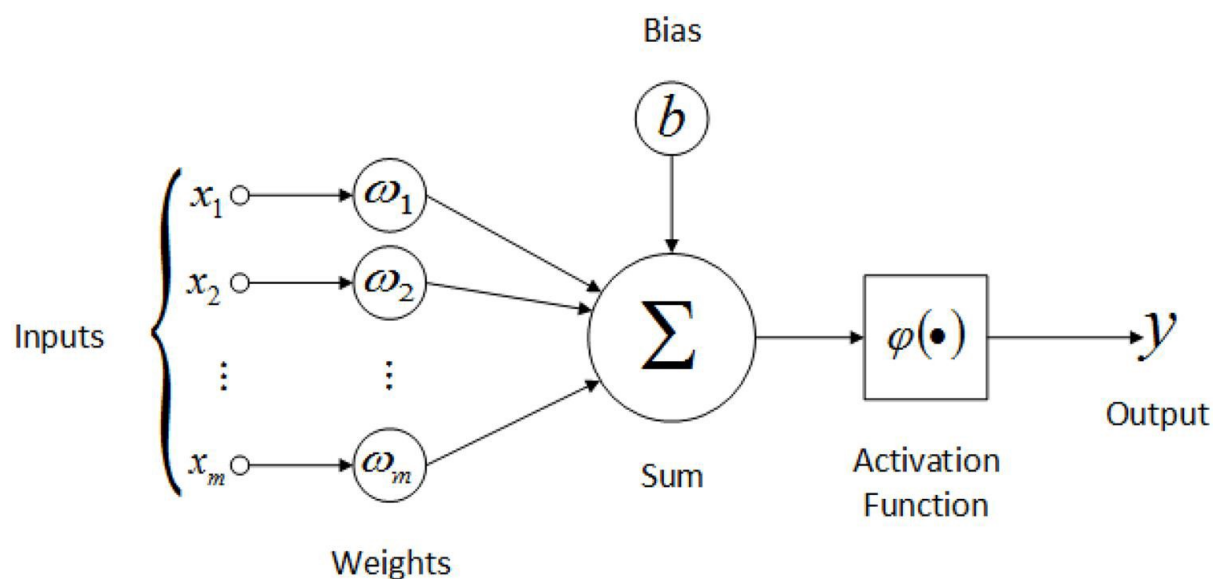 Bias
b
x₁ ω₁
x₂ ω₂
Inputs
⋮ ⋮
Σ
φ(•)
y
Output
xₘ ωₘ
Sum
Activation
Function
Weights